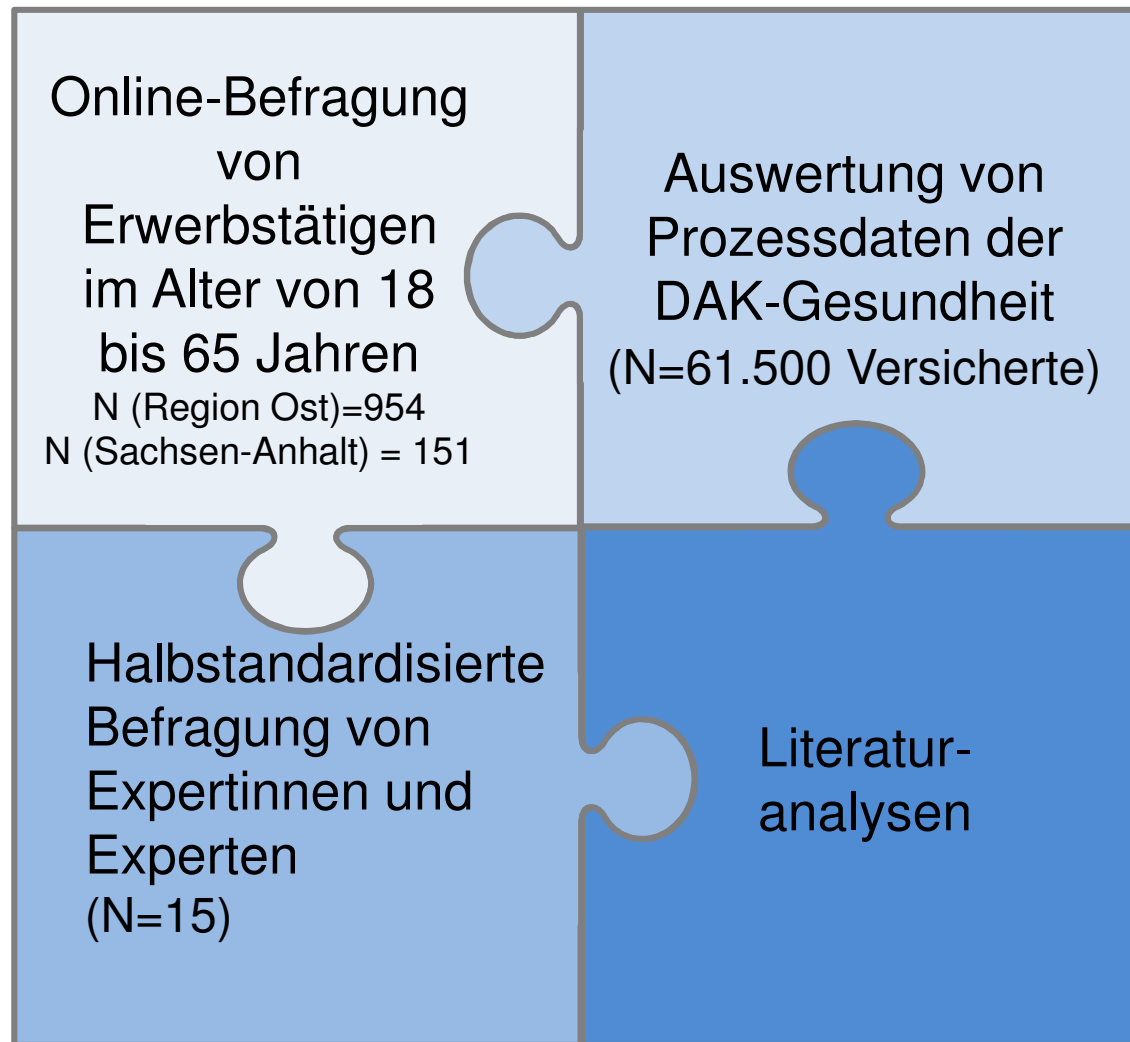 Online-Befragung
von
Erwerbstätigen
im Alter von 18
bis 65 Jahren
N (Region Ost)=954
N (Sachsen-Anhalt) = 151
Auswertung von
Prozessdaten der
DAK-Gesundheit
(N=61.500 Versicherte)
Halbstandardisierte
Befragung von
Expertinnen und
Experten
(N=15)
Literatur-
analysen